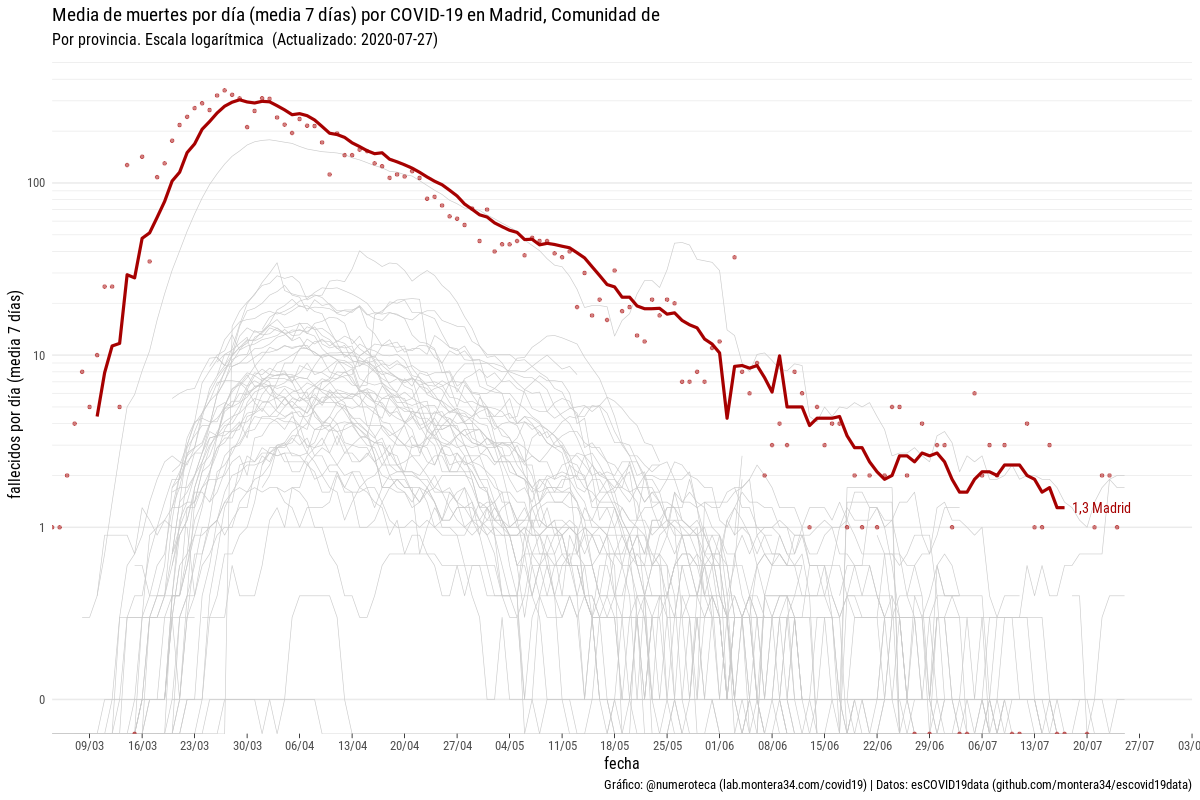 Media de muertes por día (media 7 días) por COVID-19 en Madrid, Comunidad de
Por provincia. Escala logarítmica  (Actualizado: 2020-07-27)
fallecidos por día (media  7 días)
100
10
1
0
1,3 Madrid
09/03 16/03 23/03 30/03 06/04 13/04 20/04 27/04 04/05 11/05 18/05 25/05 01/06 08/06 15/06 22/06 29/06 06/07 13/07 20/07 27/07 03/0
fecha
Gráfico: @numeroteca (lab.montera34.com/covid19) | Datos: esCOVID19data (github.com/montera34/escovid19data)